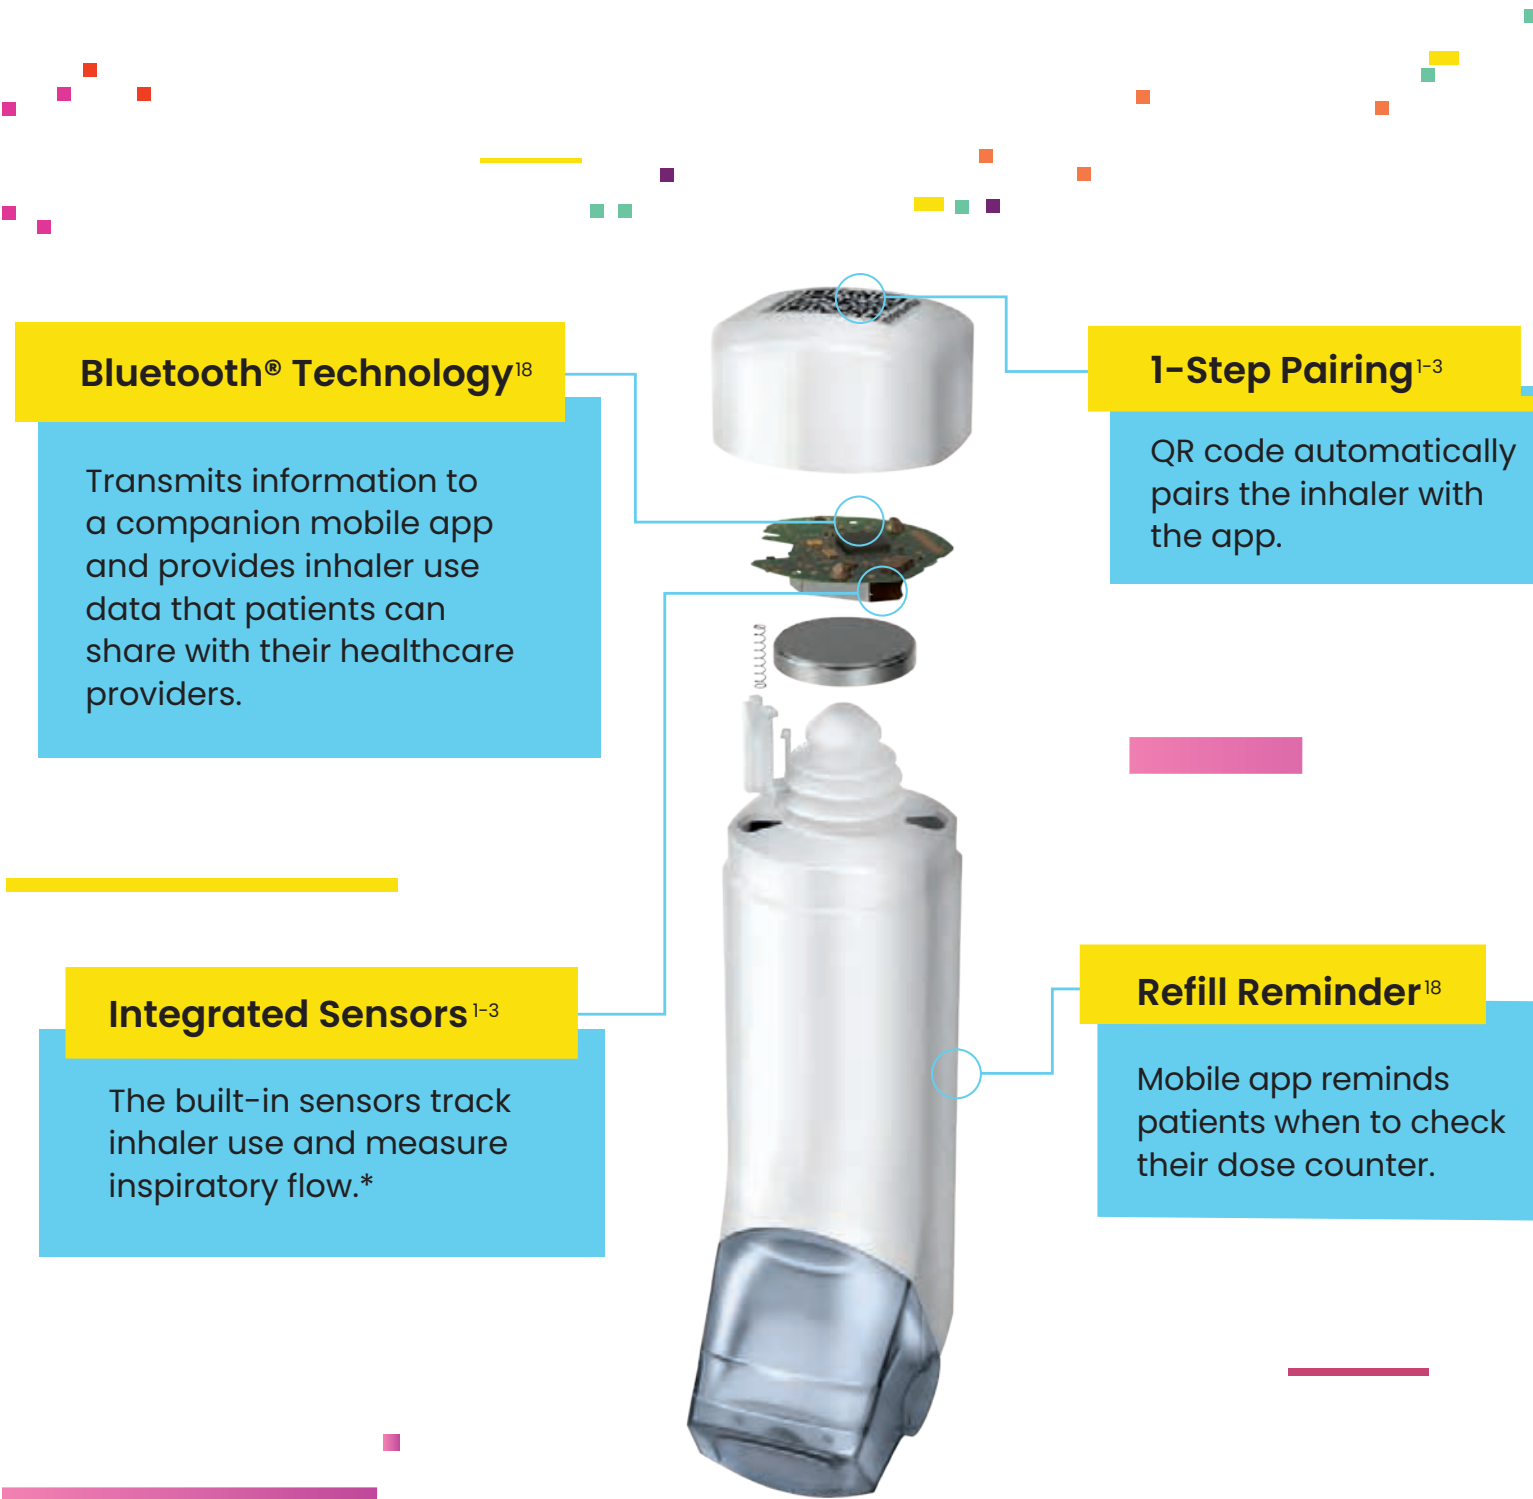 Bluetooth® Technology18
Transmits information to
a companion mobile app
and provides inhaler use
data that patients can
share with their healthcare
providers.
1-Step Pairing1-3
QR code automatically
pairs the inhaler with
the app.
Integrated Sensors1-3
The built-in sensors track
inhaler use and measure
inspiratory flow.*
Refill Reminder18
Mobile app reminds
patients when to check
their dose counter.